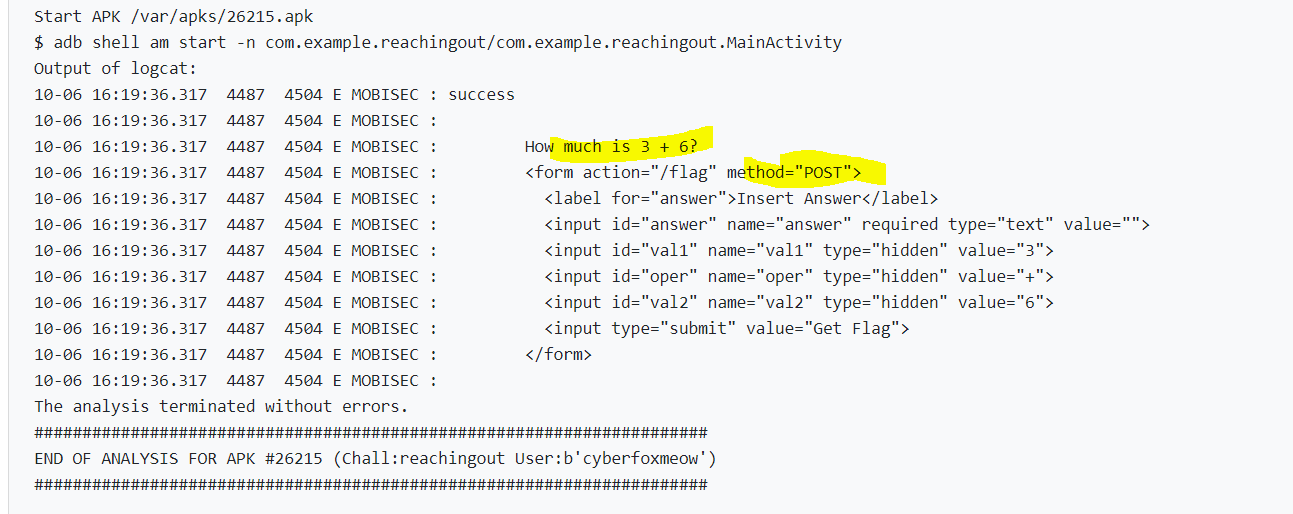 Start APK /var/apks/26215.apk
$ adb shell am start -n com.example.reachingout/com.example.reachingout.MainActivity
Output of logcat:
10-06 16:19:36.317  4487  4504 E MOBISEC : success
10-06 16:19:36.317  4487  4504 E MOBISEC :
10-06 16:19:36.317  4487  4504 E MOBISEC :         How much is 3 + 6?
10-06 16:19:36.317  4487  4504 E MOBISEC :         <form action="/flag" method="POST">
10-06 16:19:36.317  4487  4504 E MOBISEC :           <label for="answer">Insert Answer</label>
10-06 16:19:36.317  4487  4504 E MOBISEC :           <input id="answer" name="answer" required type="text" value="">
10-06 16:19:36.317  4487  4504 E MOBISEC :           <input id="val1" name="val1" type="hidden" value="3">
10-06 16:19:36.317  4487  4504 E MOBISEC :           <input id="oper" name="oper" type="hidden" value="+">
10-06 16:19:36.317  4487  4504 E MOBISEC :           <input id="val2" name="val2" type="hidden" value="6">
10-06 16:19:36.317  4487  4504 E MOBISEC :           <input type="submit" value="Get Flag">
10-06 16:19:36.317  4487  4504 E MOBISEC :         </form>
10-06 16:19:36.317  4487  4504 E MOBISEC :
The analysis terminated without errors.
######################################################################
END OF ANALYSIS FOR APK #26215 (Chall:reachingout User:b'cyberfoxmeow')
######################################################################